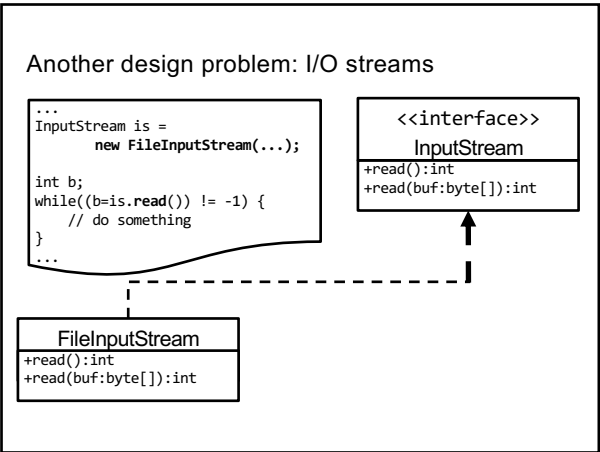 Another design problem: I/O streams
...
InputStream is =
        new FileInputStream(...);
int b;
while((b=is.read()) != -1) {
    // do something
}
...
<<interface>>
InputStream
+read():int
+read(buf:byte[]):int
FileInputStream
+read():int
+read(buf:byte[]):int